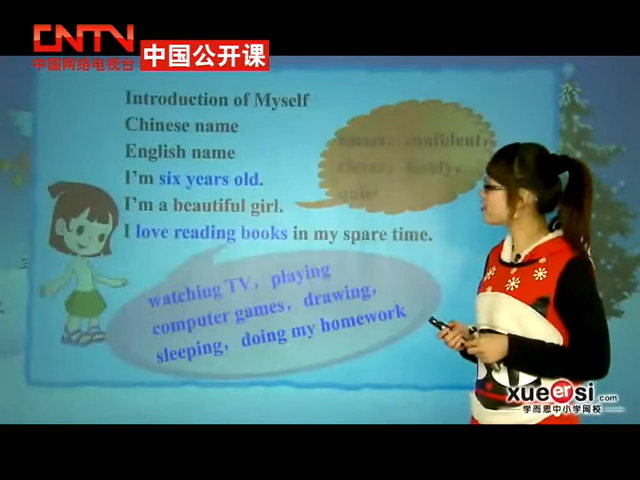 CNTV
中国网络电视台
中国公开课
Introduction of Myself
Chinese name
English name
I'm six years old.
I'm a beautiful girl.
I love reading books in my spare time.
confident,
watching TV, playing
computer games, drawing,
sleeping, doing my homework
xueersi.com
学而思中小学网校